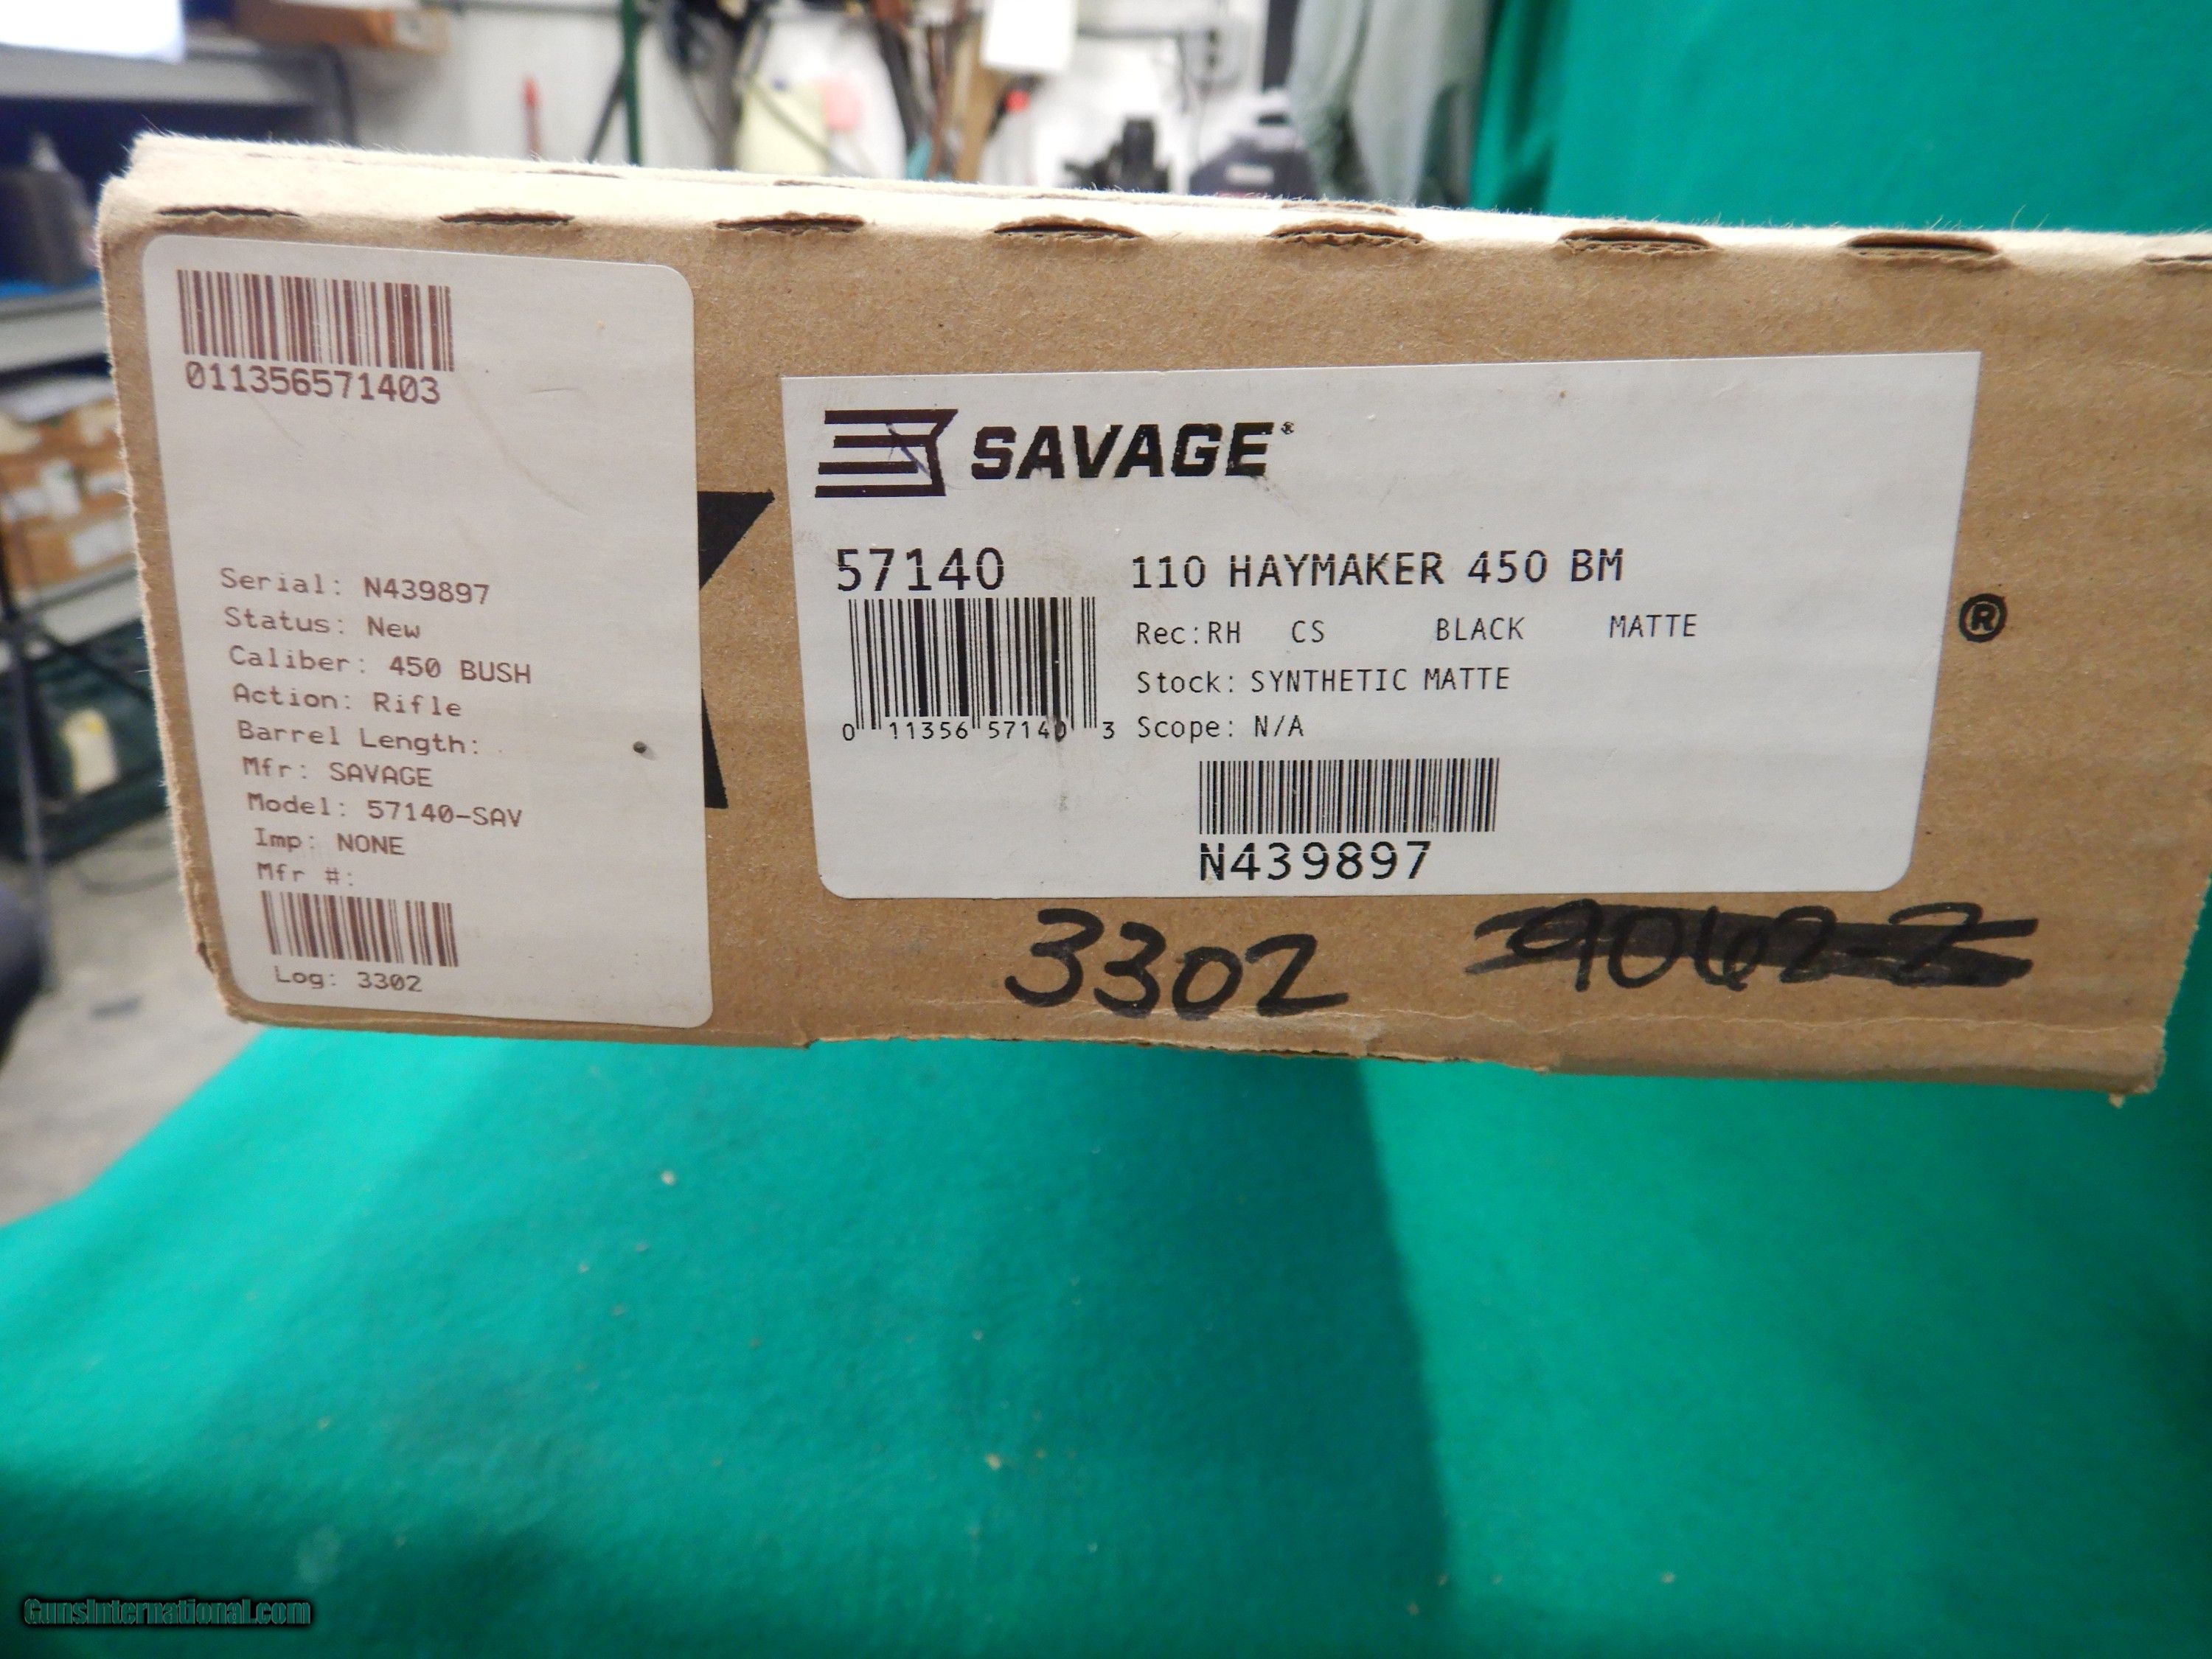 011356571403
Serial: N439897
Status: New
Caliber: 450 BUSH
Action: Rifle
Barrel Length:
Mfr: SAVAGE
Model: 57140-SAV
Imp: NONE
Mfr #:
Log: 3302
SAVAGE®
57140 110 HAYMAKER 450 BM
Rec:RH CS BLACK MATTE
Stock: SYNTHETIC MATTE
0 11356 57140 3 Scope: N/A
N439897
®
3302
GunsInternational.com